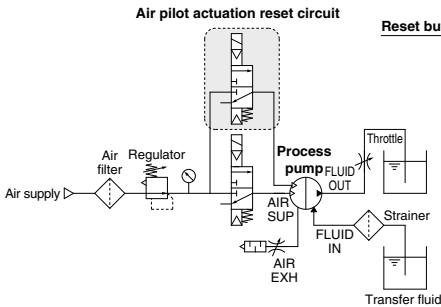 Air pilot actuation reset circuit
Reset bu
Air
filter
Regulator
Air supply
Process
pump
FLUID
OUT
Throttle
AIR
SUP
FLUID
IN
Strainer
AIR
EXH
Transfer fluid